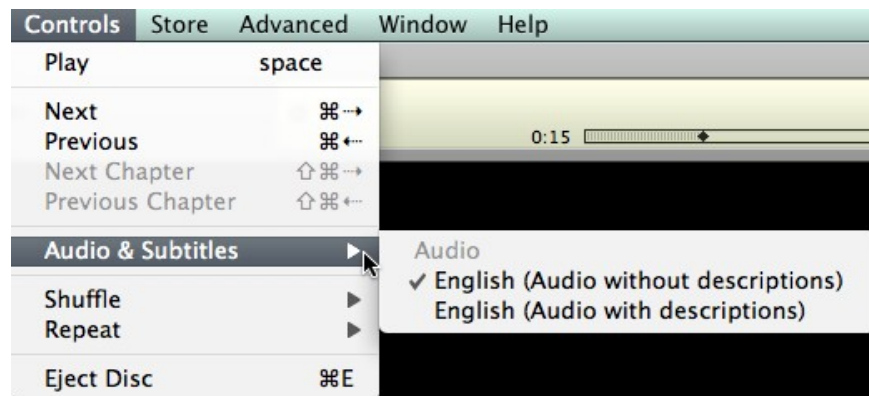 Controls Store Advanced Window Help
Play space
Next ⌘⇢
Previous ⌘⇠
0:15
Next Chapter ⇧⌘⇢
Previous Chapter ⇧⌘⇠
Audio & Subtitles ▶
Audio
✓ English (Audio without descriptions)
English (Audio with descriptions)
Shuffle ▶
Repeat ▶
Eject Disc ⌘E